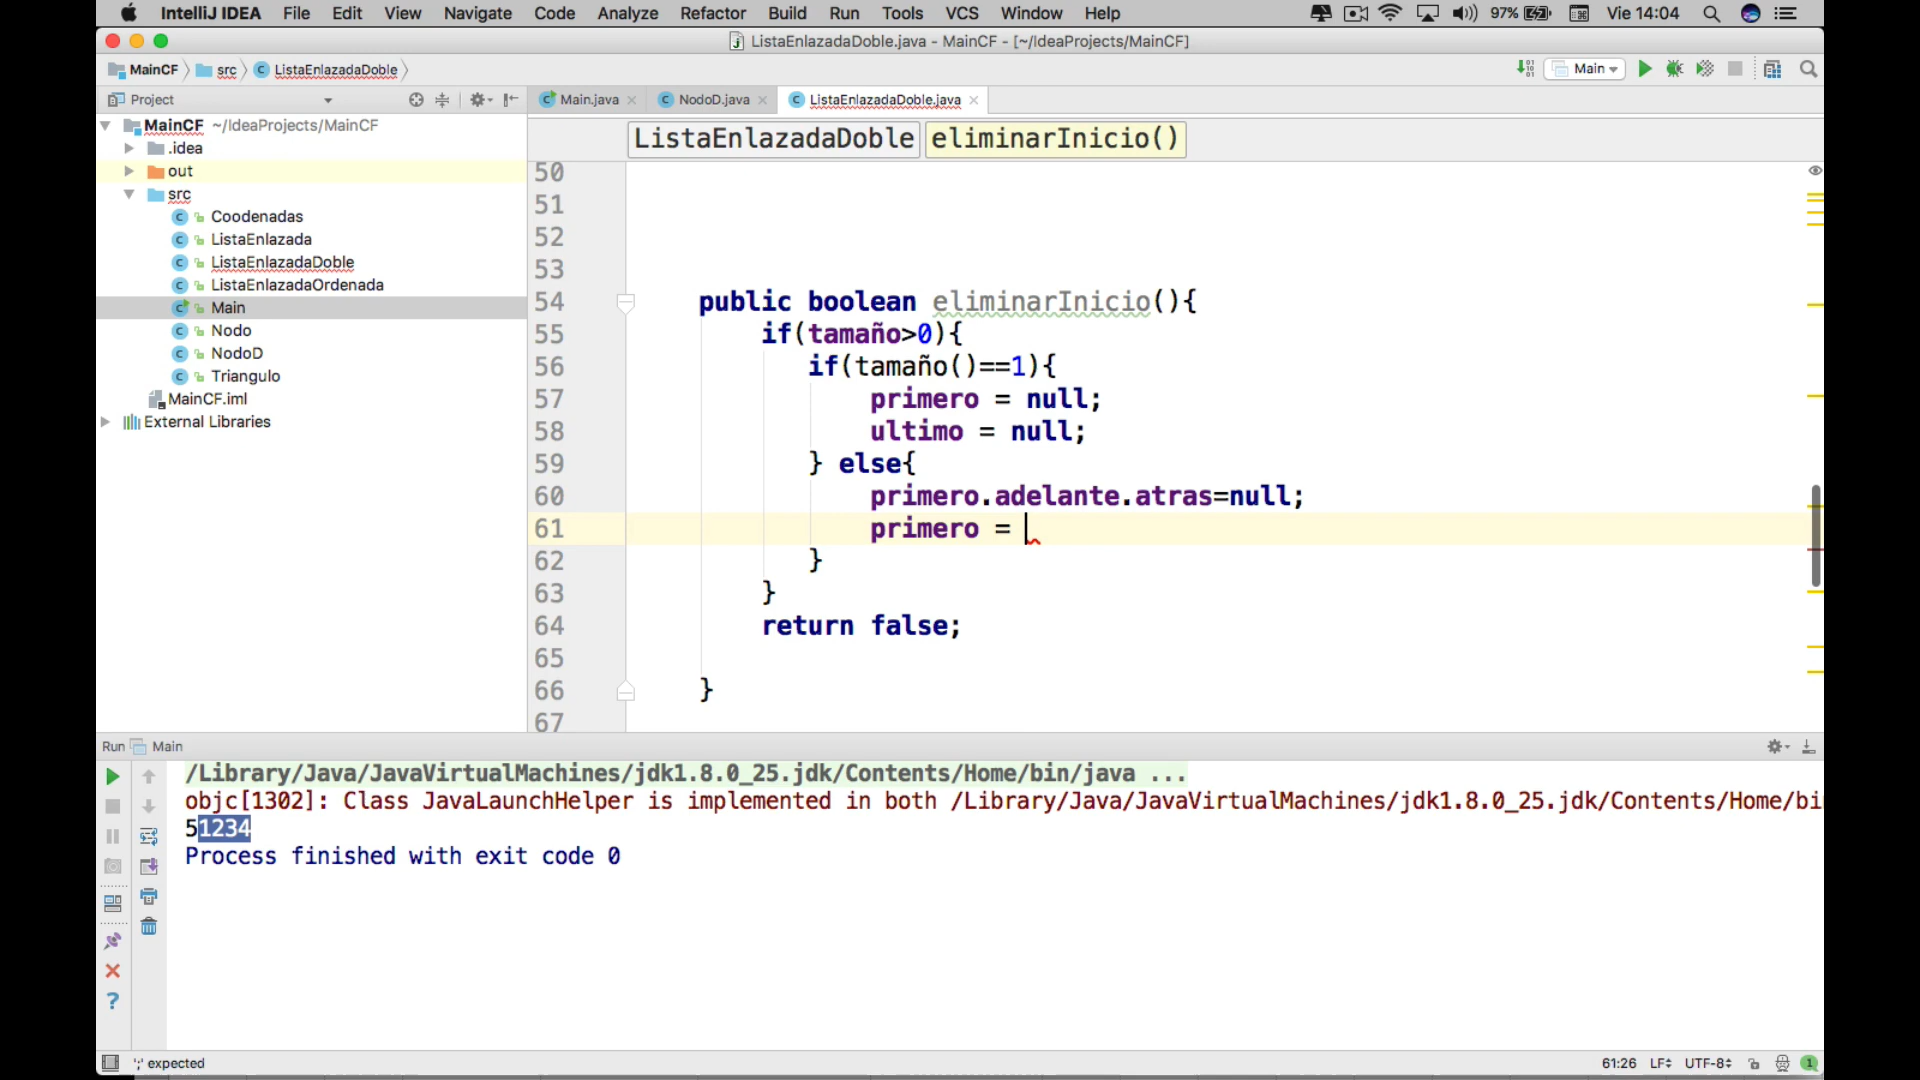 IntelliJ IDEA File Edit View Navigate Code Analyze Refactor Build Run Tools VCS Window Help 97% Vie 14:04
ListaEnlazadaDoble.java - MainCF - [~/IdeaProjects/MainCF]
MainCF src ListaEnlazadaDoble Main
Project Main.java NodoD.java ListaEnlazadaDoble.java
MainCF ~/IdeaProjects/MainCF
.idea
out
src
Coodenadas
ListaEnlazada
ListaEnlazadaDoble
ListaEnlazadaOrdenada
Main
Nodo
NodoD
Triangulo
MainCF.iml
External Libraries
ListaEnlazadaDoble eliminarInicio()
50
51
52
53
54 public boolean eliminarInicio(){
55 if(tamaño>0){
56 if(tamaño()==1){
57 primero = null;
58 ultimo = null;
59 } else{
60 primero.adelante.atras=null;
61 primero =
62 }
63 }
64 return false;
65
66 }
67
Run Main
/Library/Java/JavaVirtualMachines/jdk1.8.0_25.jdk/Contents/Home/bin/java ...
objc[1302]: Class JavaLaunchHelper is implemented in both /Library/Java/JavaVirtualMachines/jdk1.8.0_25.jdk/Contents/Home/bi
51234
Process finished with exit code 0
';' expected 61:26 LF UTF-8 1